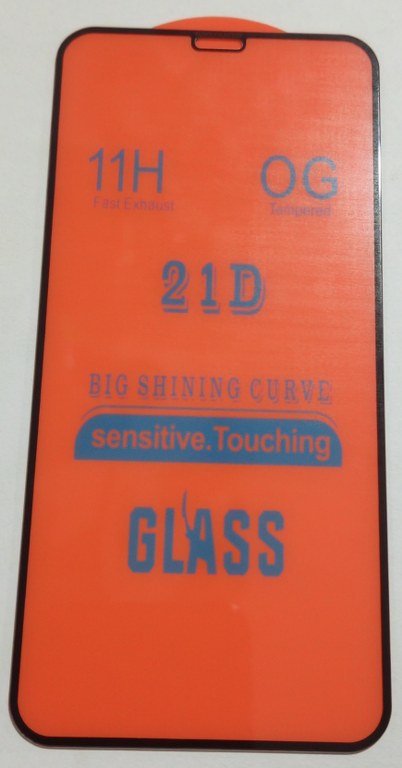 11H OG
Fast Exhaust Tempered
21D
BIG SHINING CURVE
sensitive.Touching
GLASS